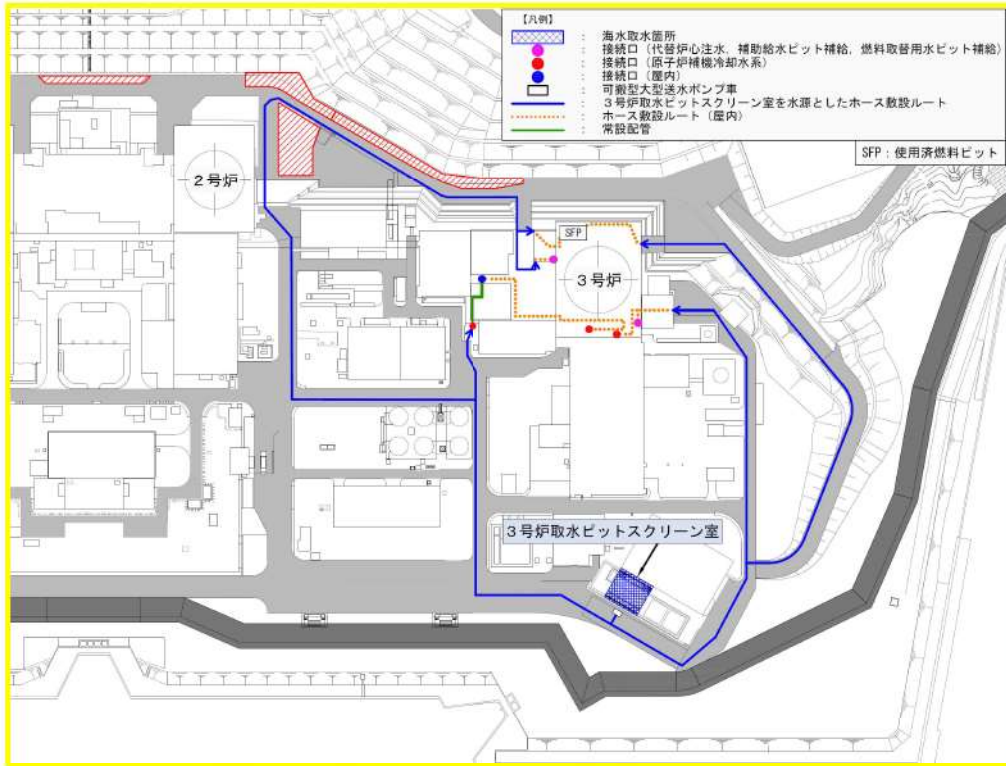 【凡例】
：海水取水箇所
：接続口（代替炉心注水，補助給水ピット補給，燃料取替用水ピット補給）
：接続口（原子炉補機冷却水系）
：接続口（屋内）
：可搬型大型送水ポンプ車
：３号炉取水ピットスクリーン室を水源としたホース敷設ルート
：ホース敷設ルート（屋内）
：常設配管
SFP：使用済燃料ピット
２号炉
SFP
３号炉
３号炉取水ピットスクリーン室